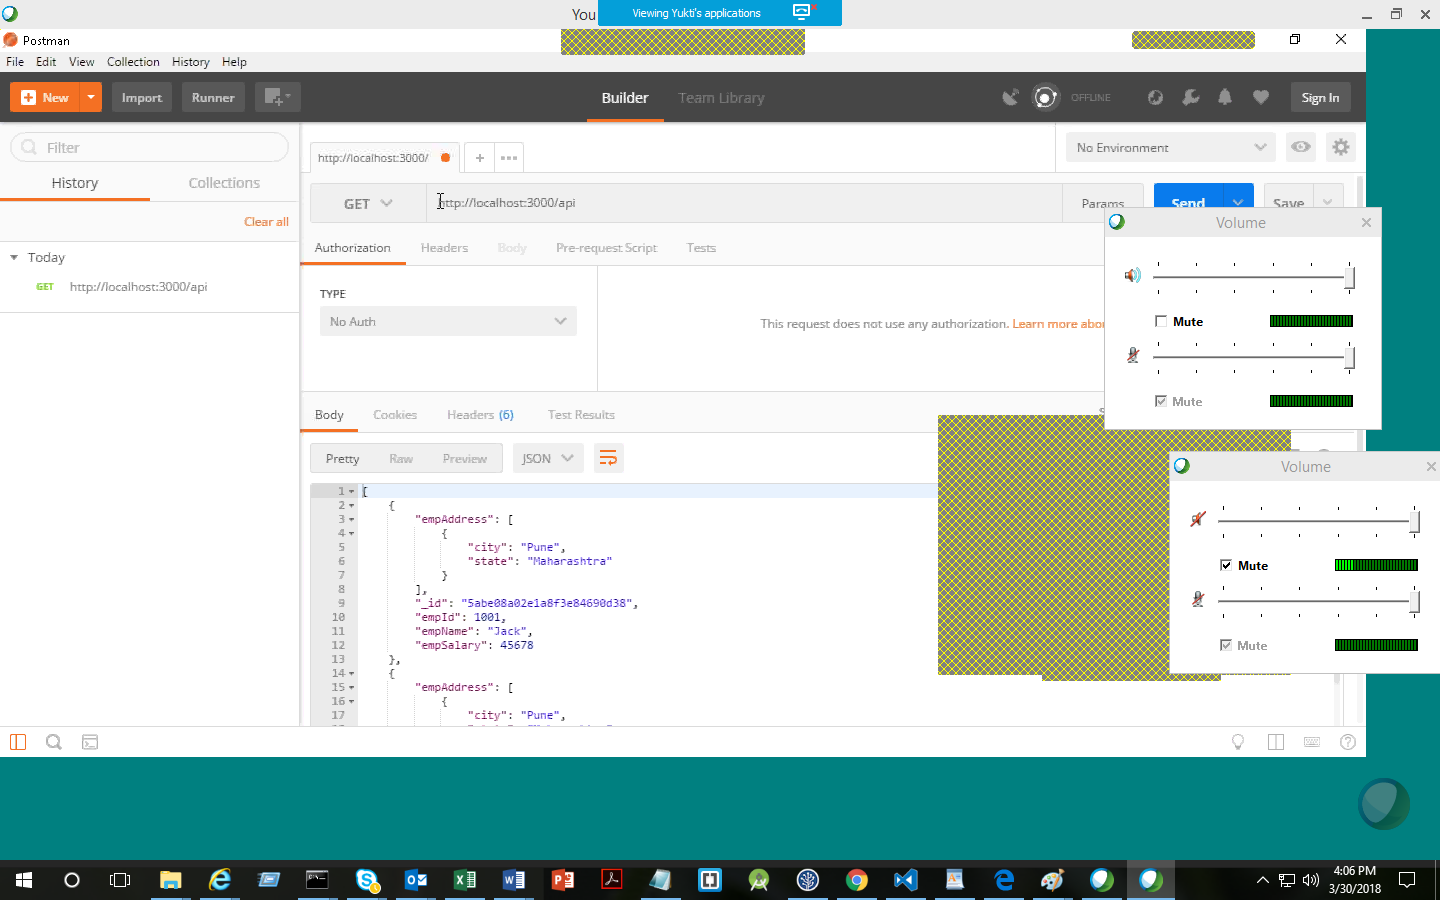 You
Viewing Yukti's applications
Postman
File Edit View Collection History Help
New Import Runner Builder Team Library OFFLINE Sign In
Filter
History Collections
Clear all
Today
GET http://localhost:3000/api
http://localhost:3000/
No Environment
GET http://localhost:3000/api Params Send Save
Authorization Headers Body Pre-request Script Tests
TYPE
No Auth
This request does not use any authorization. Learn more abou
Body Cookies Headers (6) Test Results
Pretty Raw Preview JSON
1 [
2 {
3 "empAddress": [
4 {
5 "city": "Pune",
6 "state": "Maharashtra"
7 }
8 ],
9 "_id": "5abe08a02e1a8f3e84690d38",
10 "empId": 1001,
11 "empName": "Jack",
12 "empSalary": 45678
13 },
14 {
15 "empAddress": [
16 {
17 "city": "Pune",
Volume
Mute
Mute
Volume
Mute
Mute
4:06 PM
3/30/2018